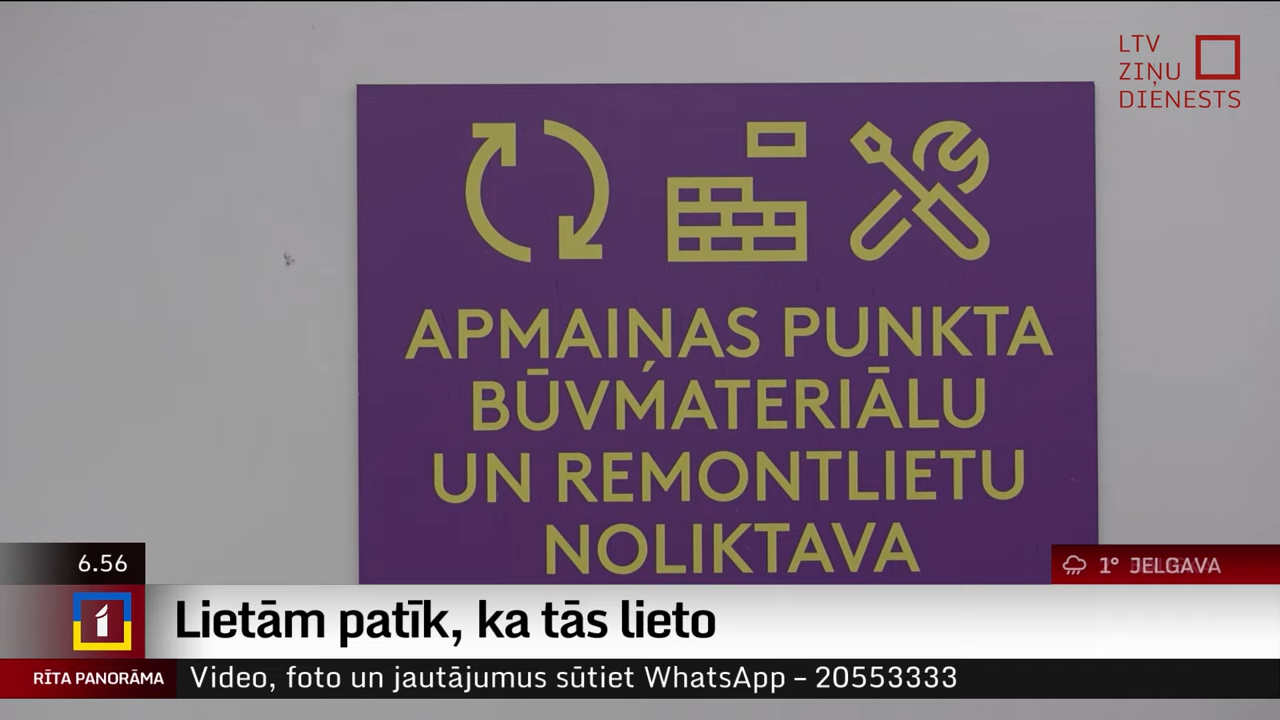 LTV
ZIŅU
DIENESTS
APMAIŅAS PUNKTA
BŪVMATERIĀLU
UN REMONTLIETU
NOLIKTAVA
6.56
1° JELGAVA
1
Lietām patīk, ka tās lieto
RĪTA PANORĀMA
Video, foto un jautājumus sūtiet WhatsApp – 20553333